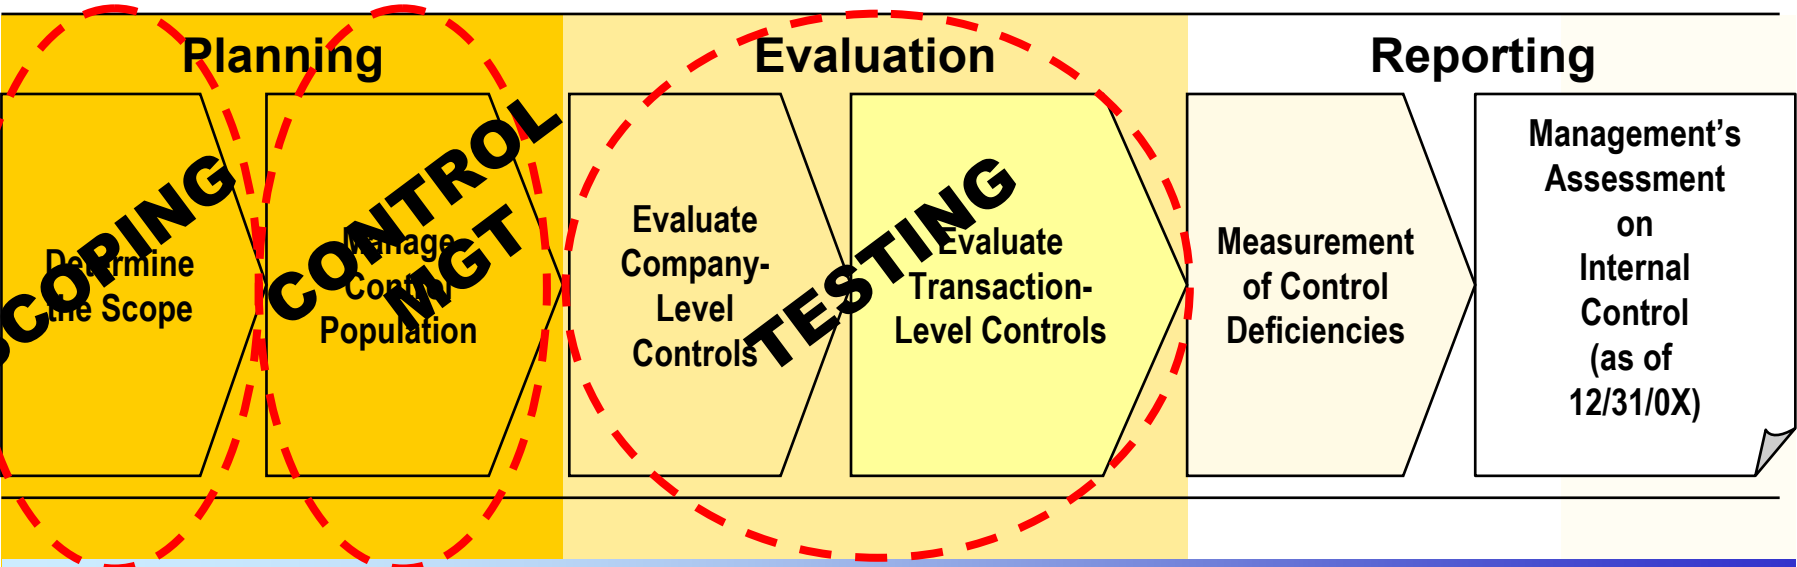 Planning
Evaluation
Reporting
Determine
the Scope
SCOPING
Manage
Control
Population
CONTROL
MGT
Evaluate
Company-
Level
Controls
TESTING
Evaluate
Transaction-
Level Controls
Measurement
of Control
Deficiencies
Management’s
Assessment
on
Internal
Control
(as of
12/31/0X)